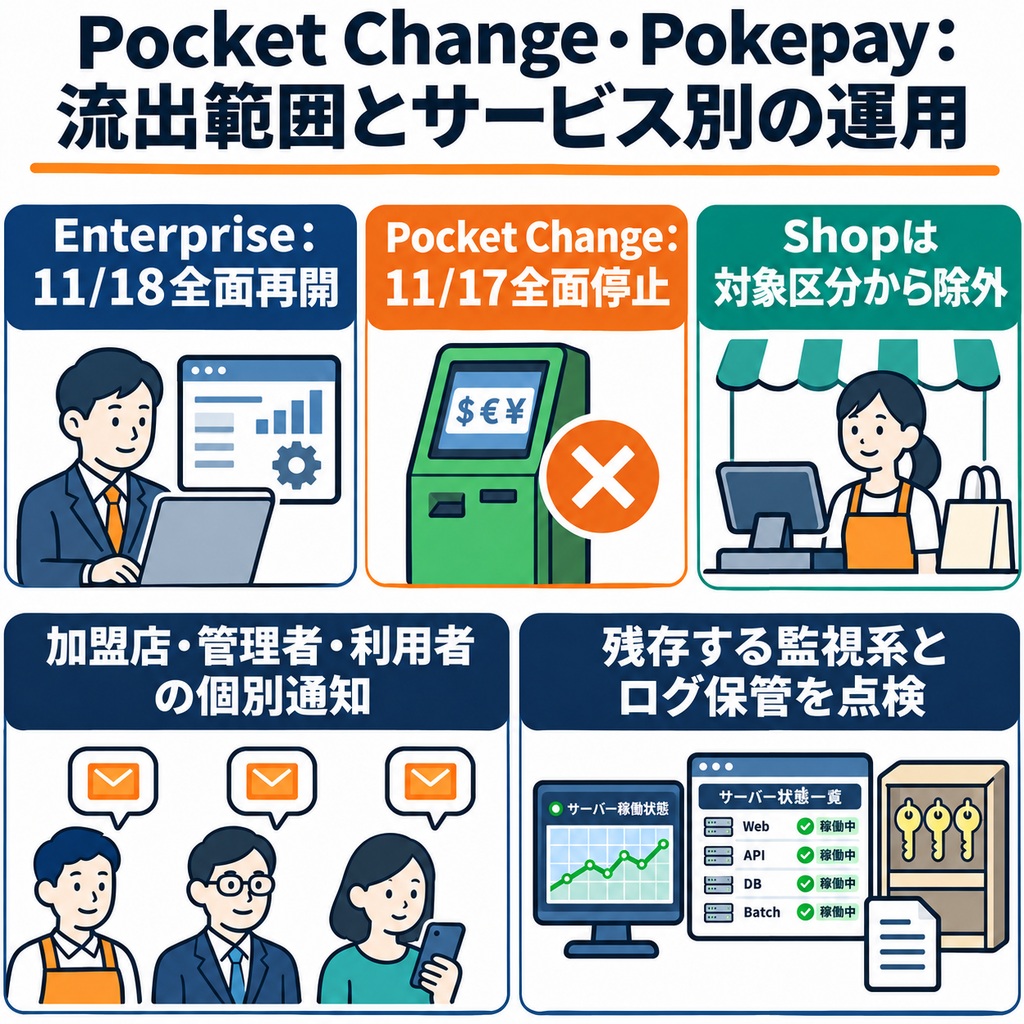 Pocket Change・Pokepay：
流出範囲とサービス別の運用
Enterprise：
11/18全面再開
Pocket Change：
11/17全面停止
Shopは
対象区分から除外
$€¥
加盟店・管理者・利用者
の個別通知
残存する監視系と
ログ保管を点検
サーバー稼働状態
サーバー状態一覧
Web 稼働中
API 稼働中
DB 稼働中
Batch 稼働中